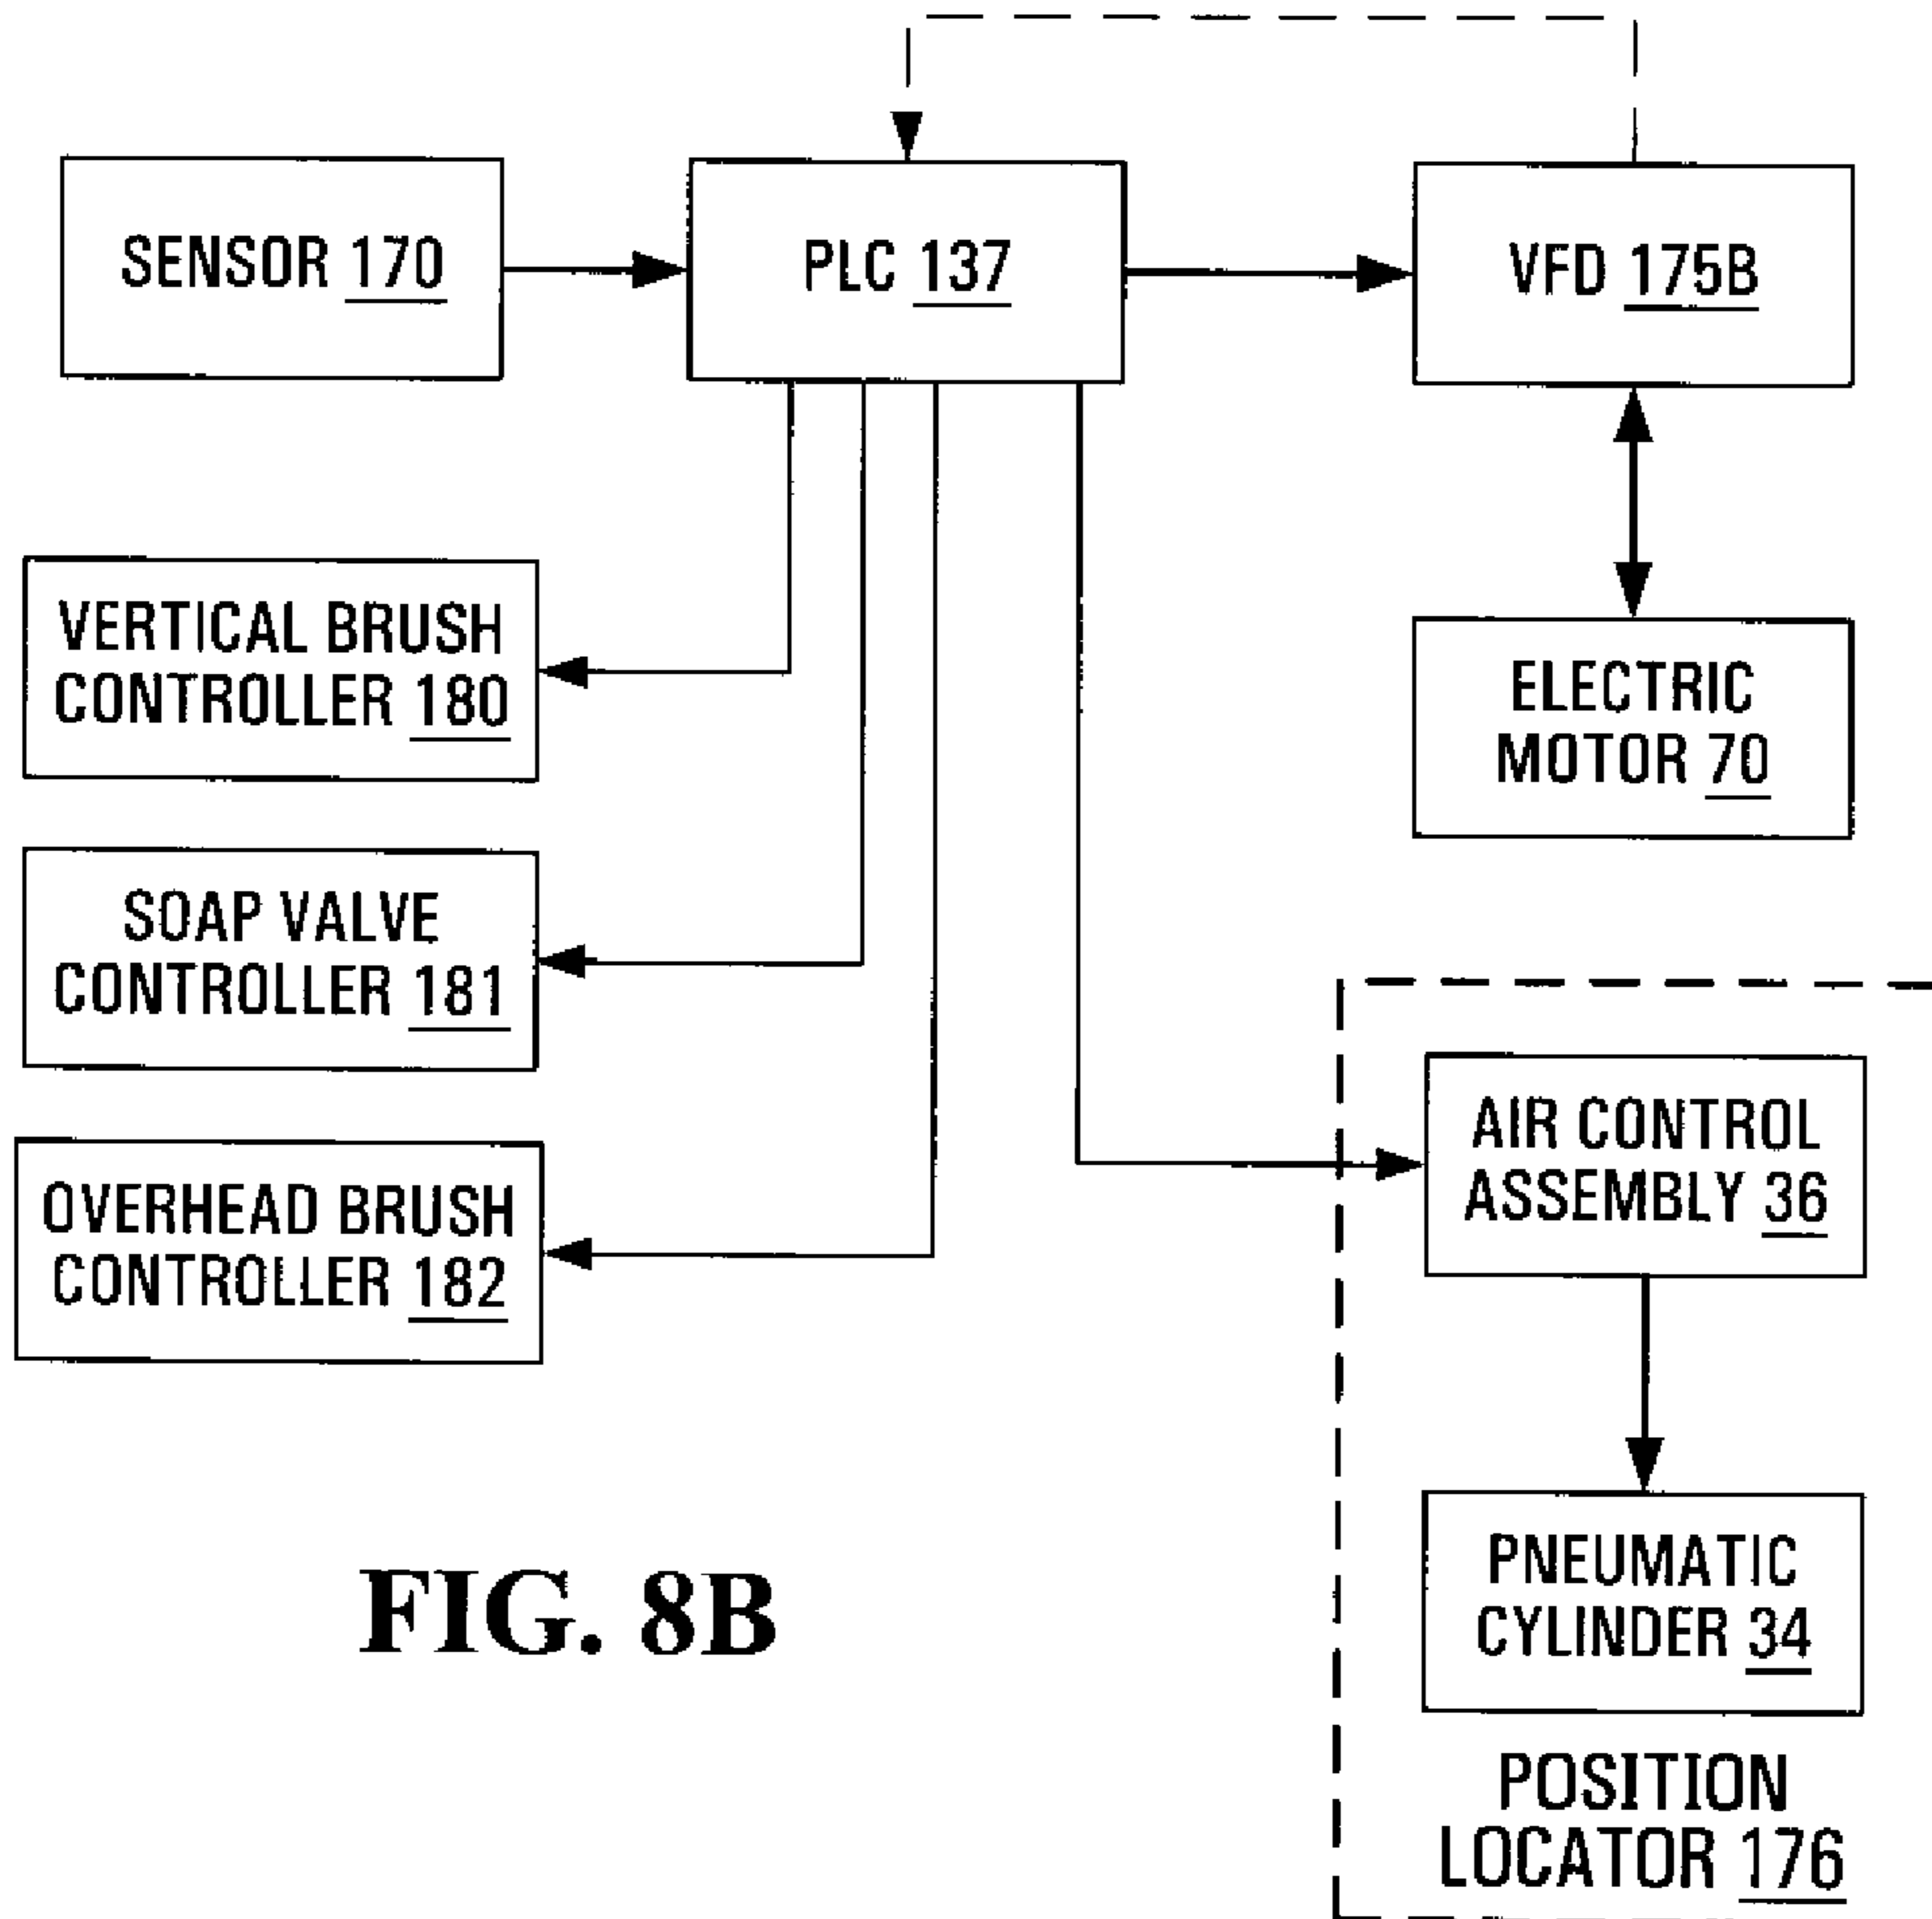 SENSOR 170
PLC 137
VFD 175B
VERTICAL BRUSH
CONTROLLER 180
ELECTRIC
MOTOR 70
SOAP VALVE
CONTROLLER 181
AIR CONTROL
ASSEMBLY 36
OVERHEAD BRUSH
CONTROLLER 182
PNEUMATIC
CYLINDER 34
FIG. 8B
POSITION
LOCATOR 176